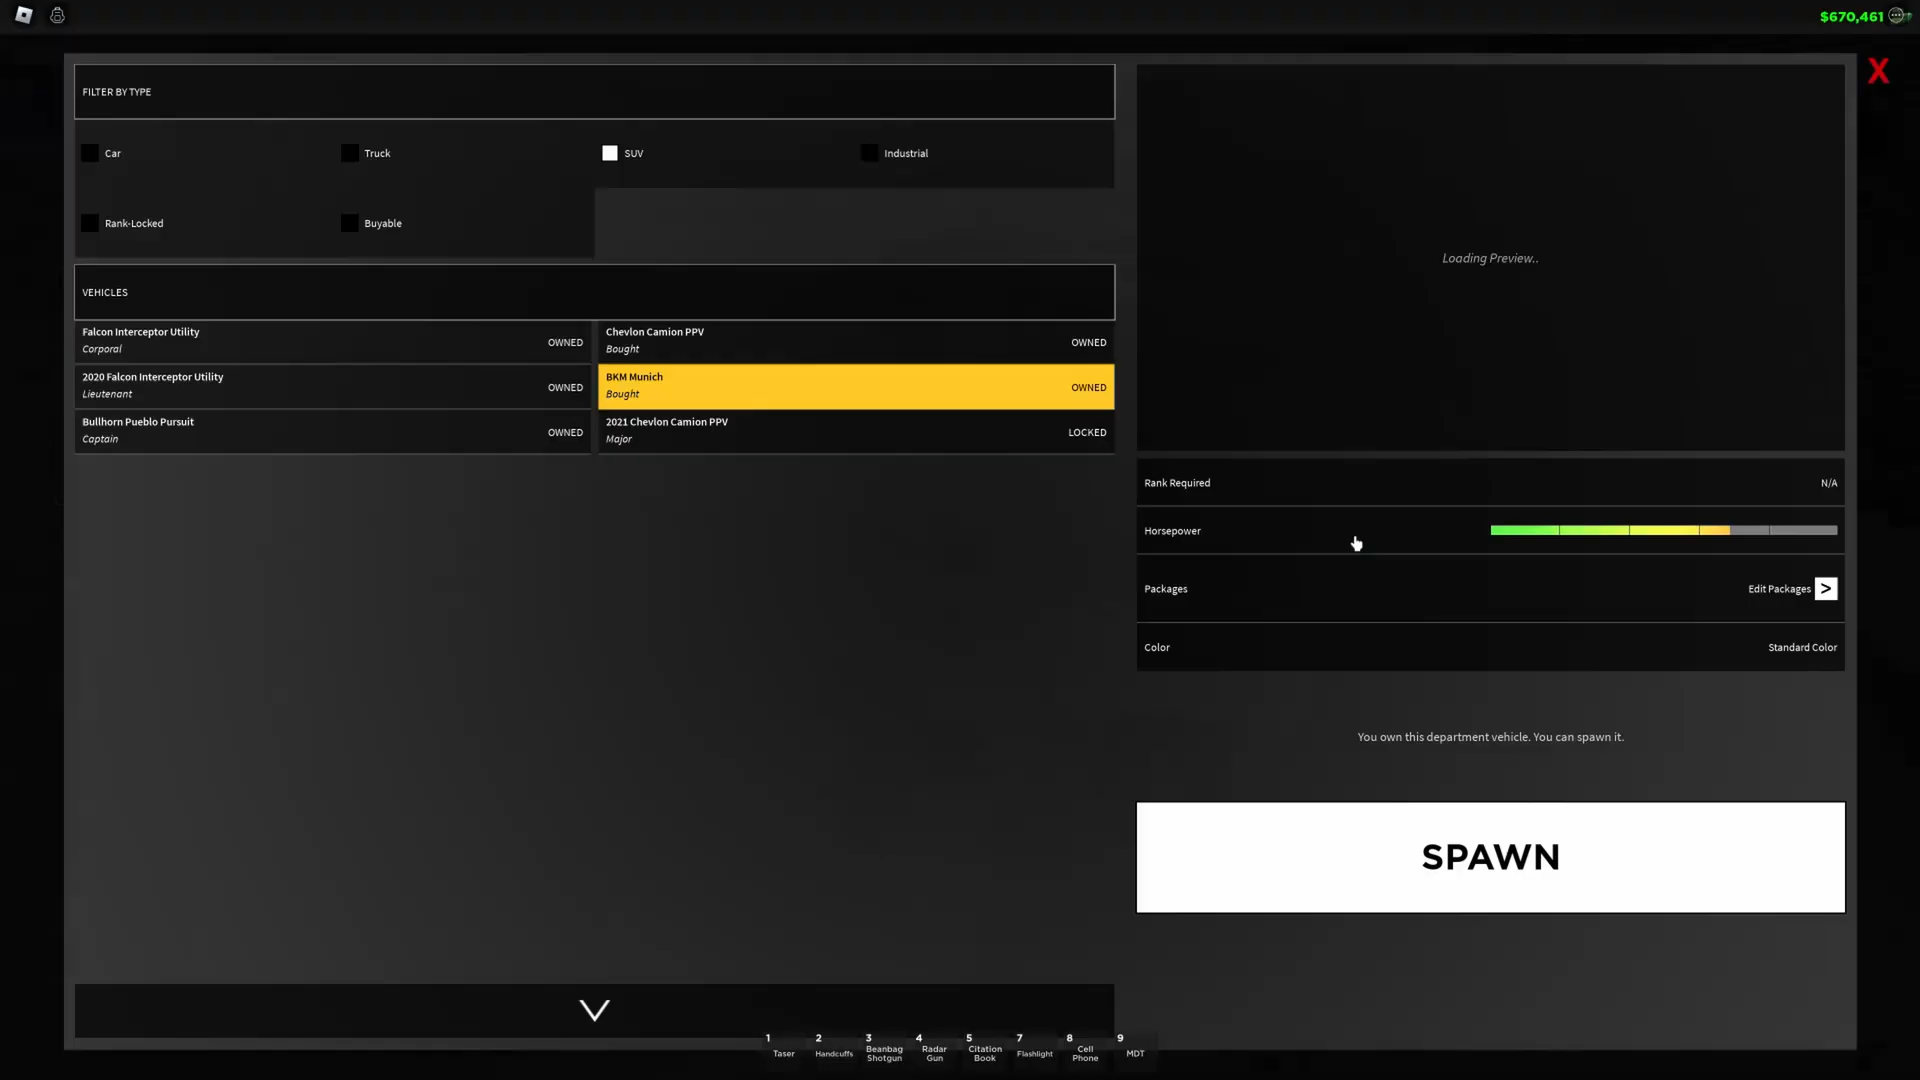 $670,461
X
FILTER BY TYPE
Car
Truck
SUV
Industrial
Rank-Locked
Buyable
VEHICLES
Falcon Interceptor Utility
Corporal
OWNED
Chevlon Camion PPV
Bought
OWNED
2020 Falcon Interceptor Utility
Lieutenant
OWNED
BKM Munich
Bought
OWNED
Bullhorn Pueblo Pursuit
Captain
OWNED
2021 Chevlon Camion PPV
Major
LOCKED
Loading Preview..
Rank Required
N/A
Horsepower
Packages
Edit Packages >
Color
Standard Color
You own this department vehicle. You can spawn it.
SPAWN
1
Taser
2
Handcuffs
3
Beanbag
Shotgun
4
Radar
Gun
5
Citation
Book
7
Flashlight
8
Cell
Phone
9
MDT